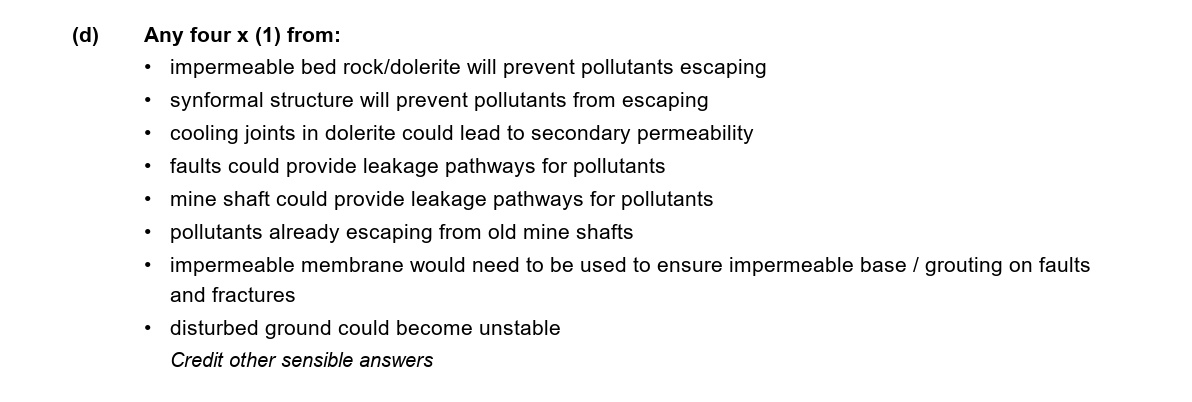 (d) Any four x (1) from:
• impermeable bed rock/dolerite will prevent pollutants escaping
• synformal structure will prevent pollutants from escaping
• cooling joints in dolerite could lead to secondary permeability
• faults could provide leakage pathways for pollutants
• mine shaft could provide leakage pathways for pollutants
• pollutants already escaping from old mine shafts
• impermeable membrane would need to be used to ensure impermeable base / grouting on faults
and fractures
• disturbed ground could become unstable
Credit other sensible answers